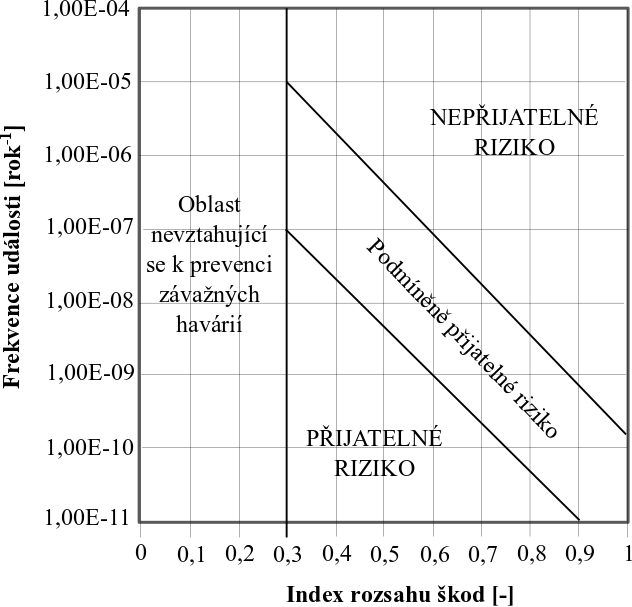 1,00E-04
1,00E-05
1,00E-06
1,00E-07
1,00E-08
1,00E-09
1,00E-10
1,00E-11
Frekvence události [rok-1]
Oblast
nevztahující
se k prevenci
závažných
havárií
NEPŘIJATELNÉ
RIZIKO
Podmíněně přijatelné riziko
PŘIJATELNÉ
RIZIKO
0 0,1 0,2 0,3 0,4 0,5 0,6 0,7 0,8 0,9 1
Index rozsahu škod [-]